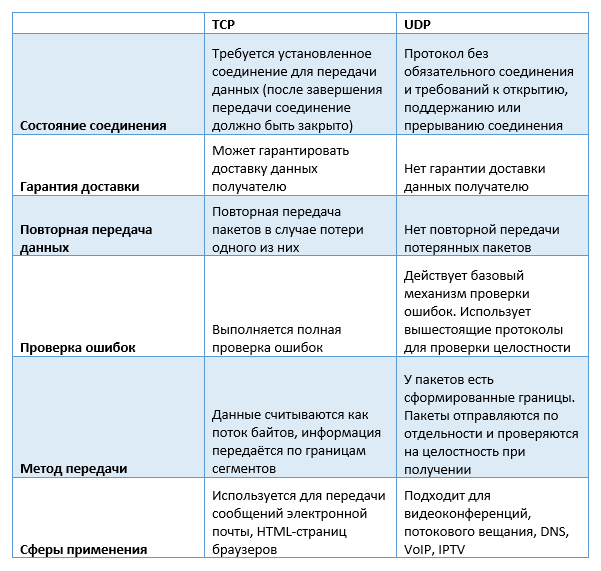 TCP
UDP
Состояние соединения
Требуется установленное
соединение для передачи
данных (после завершения
передачи соединение
должно быть закрыто)
Протокол без
обязательного соединения
и требований к открытию,
поддержанию или
прерыванию соединения
Гарантия доставки
Может гарантировать
доставку данных
получателю
Нет гарантии доставки
данных получателю
Повторная передача
данных
Повторная передача
пакетов в случае потери
одного из них
Нет повторной передачи
потерянных пакетов
Проверка ошибок
Выполняется полная
проверка ошибок
Действует базовый
механизм проверки
ошибок. Использует
вышестоящие протоколы
для проверки целостности
Метод передачи
Данные считываются как
поток байтов, информация
передаётся по границам
сегментов
У пакетов есть
сформированные границы.
Пакеты отправляются по
отдельности и проверяются
на целостность при
получении
Сферы применения
Используется для передачи
сообщений электронной
почты, HTML-страниц
браузеров
Подходит для
видеоконференций,
потокового вещания, DNS,
VoIP, IPTV